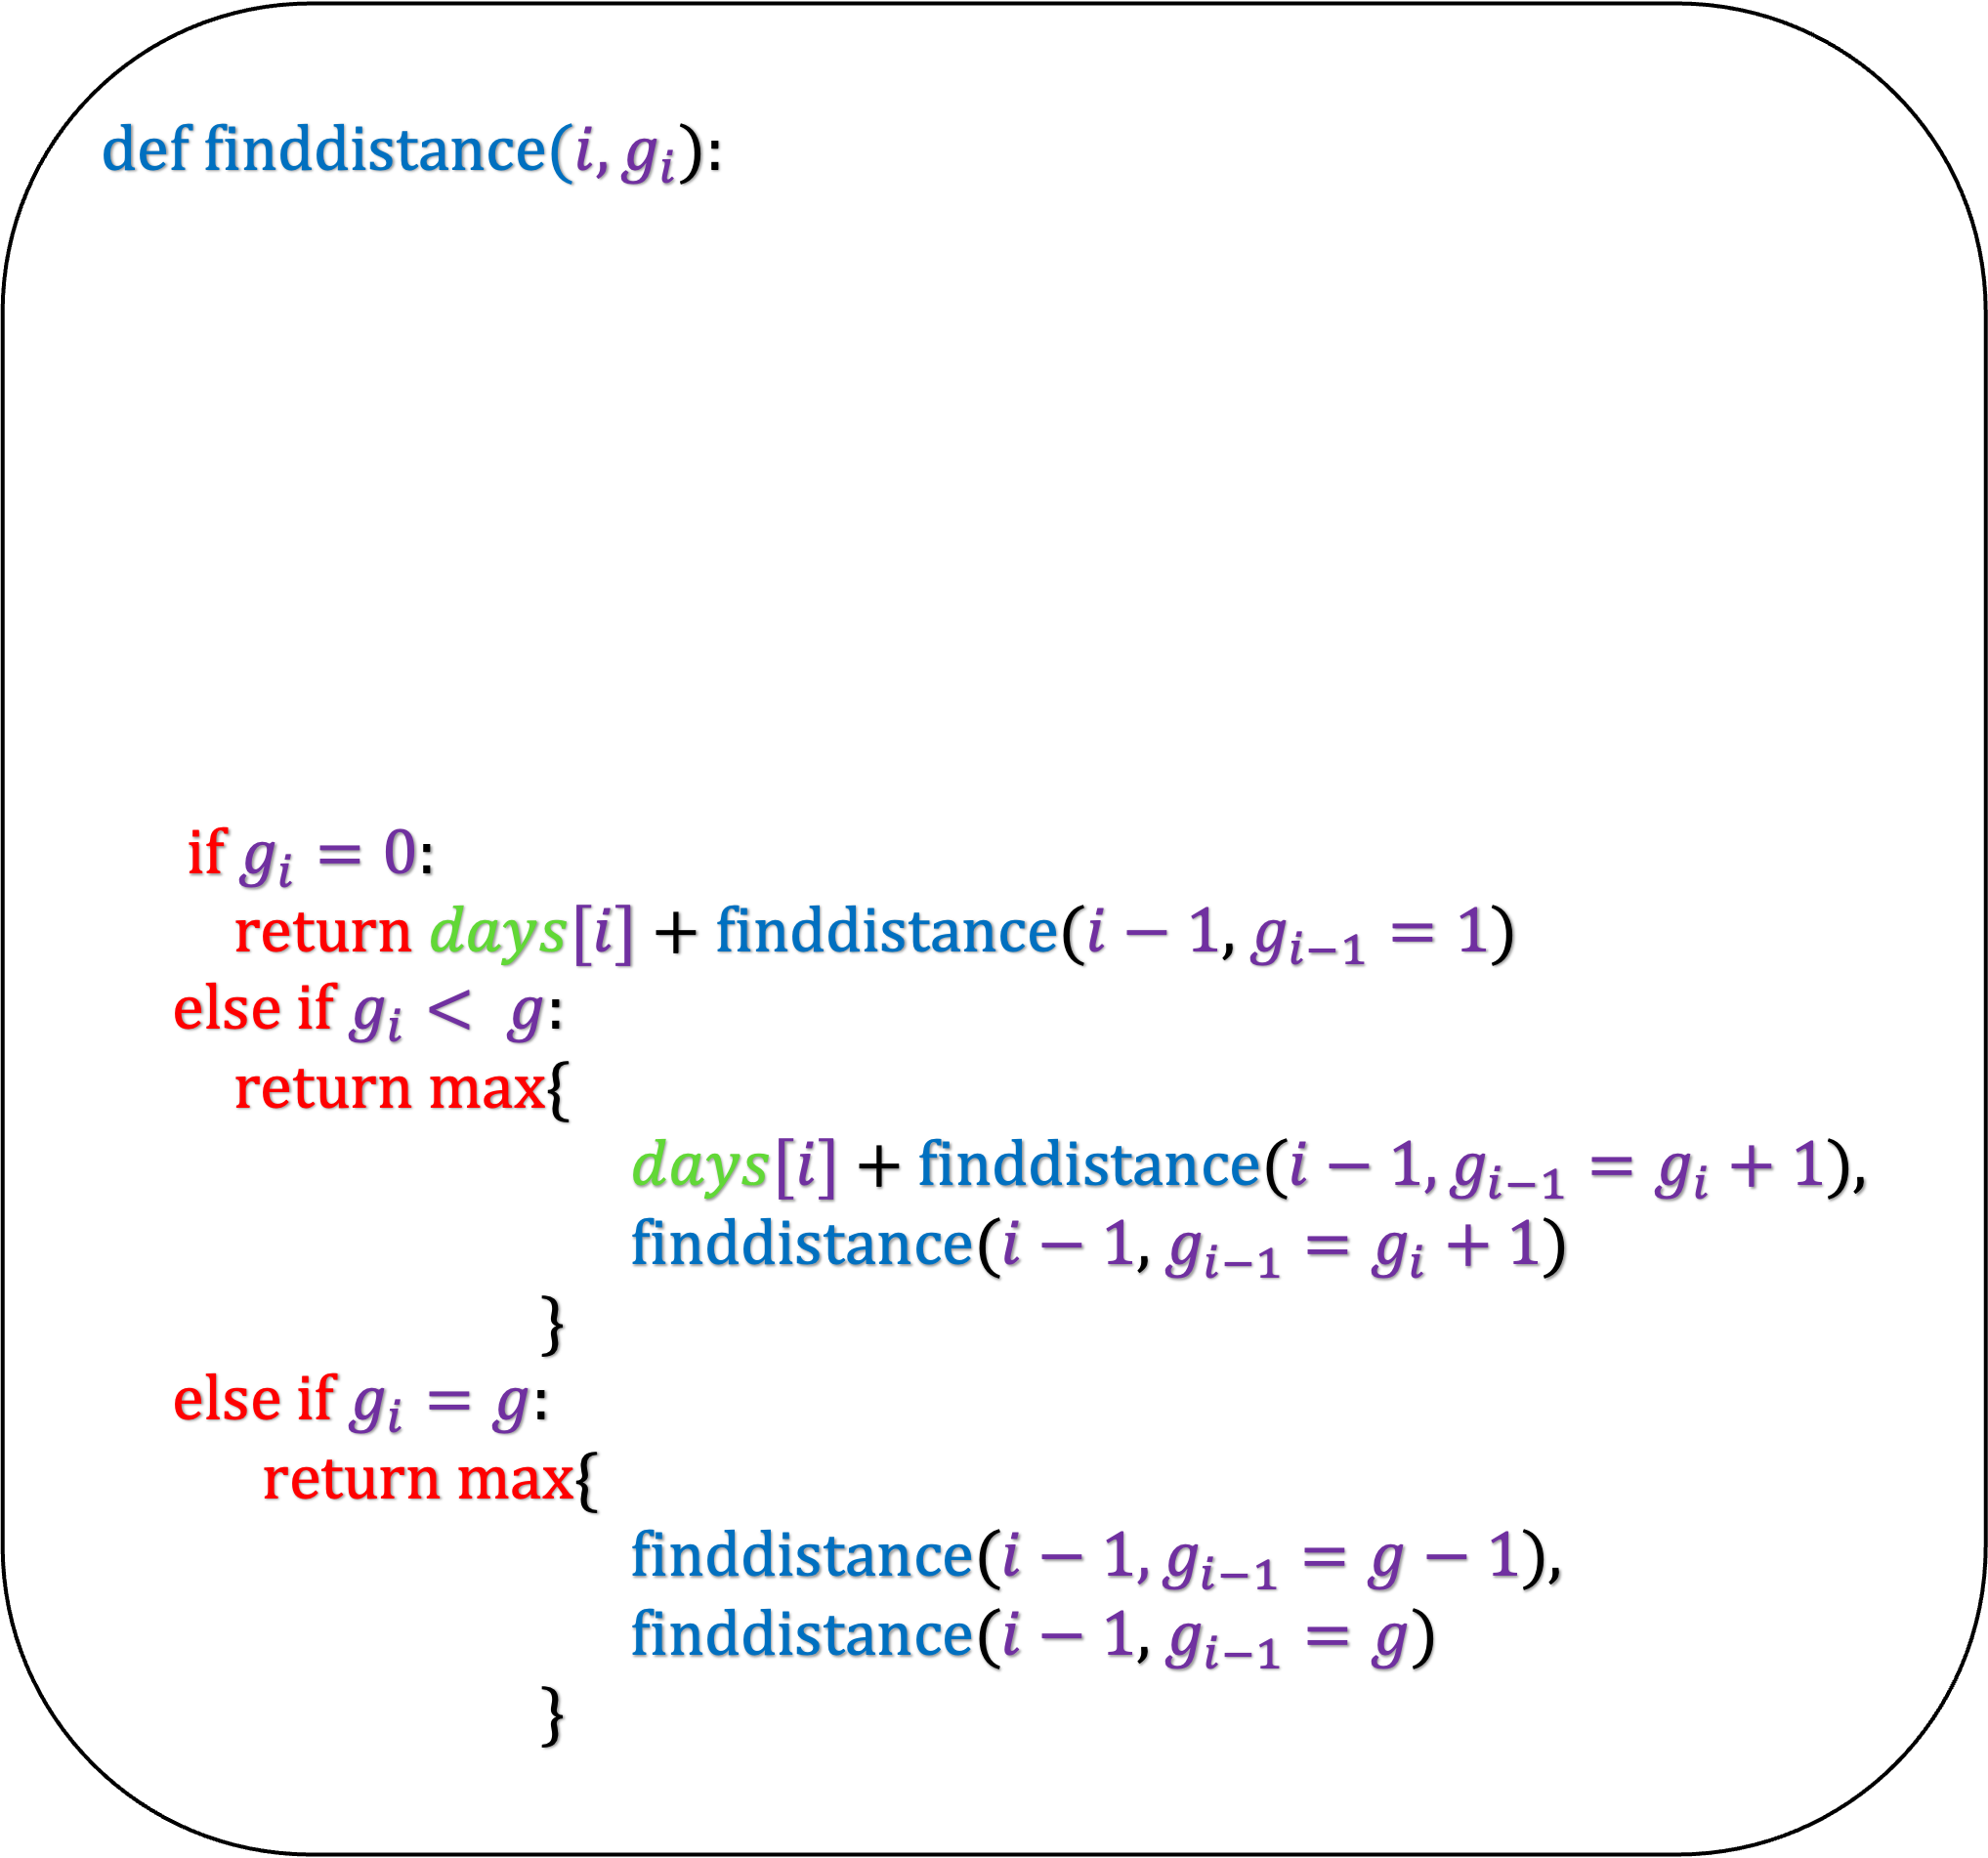 def finddistance(i, gᵢ):
if gᵢ = 0:
return days[i] + finddistance(i − 1, gᵢ₋₁ = 1)
else if gᵢ < g:
return max{
days[i] + finddistance(i − 1, gᵢ₋₁ = gᵢ + 1),
finddistance(i − 1, gᵢ₋₁ = gᵢ + 1)
}
else if gᵢ = g:
return max{
finddistance(i − 1, gᵢ₋₁ = g − 1),
finddistance(i − 1, gᵢ₋₁ = g)
}